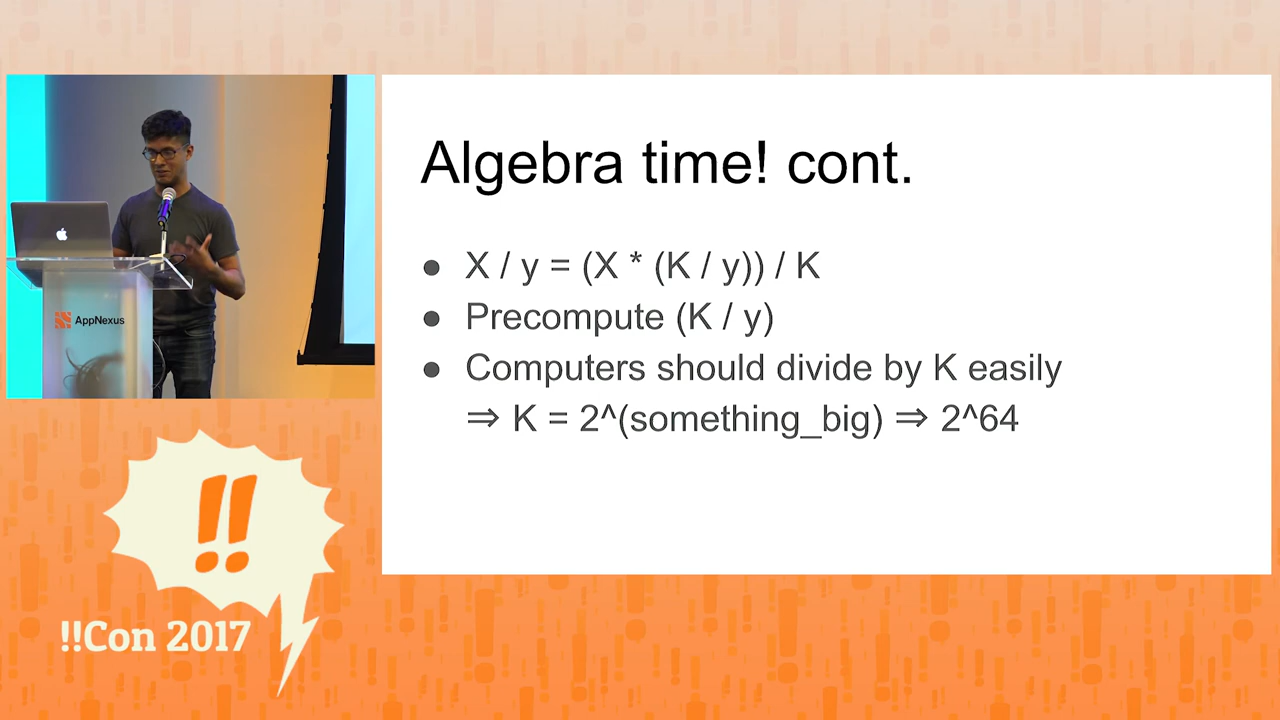 Algebra time! cont.
● X / y = (X * (K / y)) / K
● Precompute (K / y)
● Computers should divide by K easily
⇒ K = 2^(something_big) ⇒ 2^64
AppNexus
!!
!!Con 2017